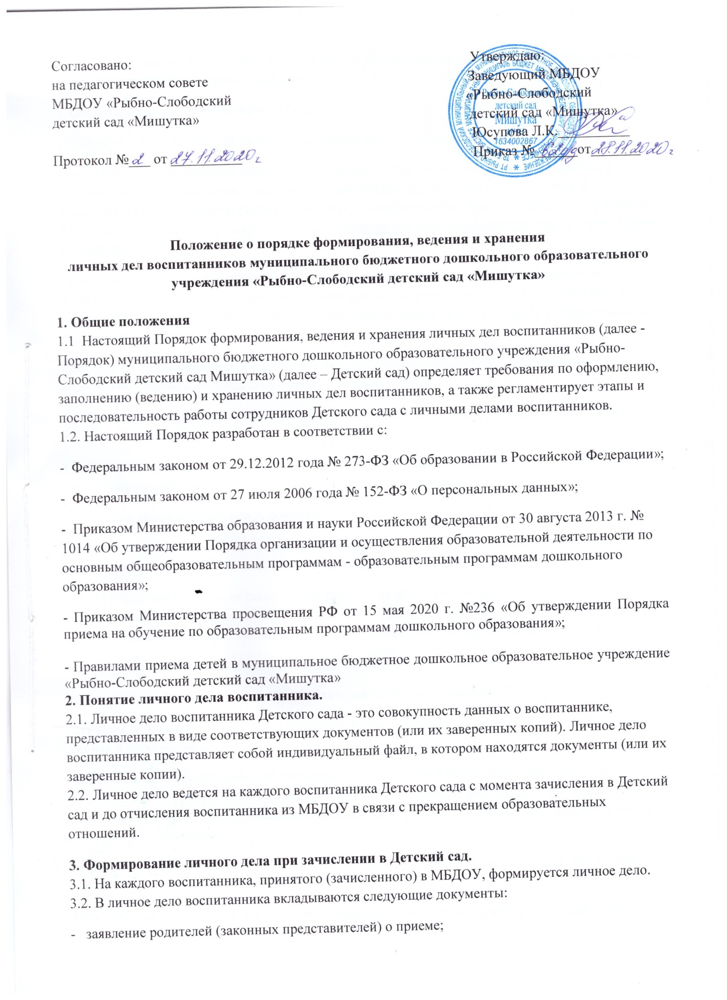 Согласовано:
на педагогическом совете
МБДОУ «Рыбно-Слободский
детский сад «Мишутка»
Протокол № 2 от 27.11.2020г
Утверждаю:
Заведующий МБДОУ
«Рыбно-Слободский
детский сад «Мишутка»
Юсупова Л.К.
Приказ № от 28.11.2020г
Рыбно-Слободский
детский сад
"Мишутка"
ИНН
1634002867
Положение о порядке формирования, ведения и хранения
личных дел воспитанников муниципального бюджетного дошкольного образовательного
учреждения «Рыбно-Слободский детский сад «Мишутка»
1. Общие положения
1.1 Настоящий Порядок формирования, ведения и хранения личных дел воспитанников (далее -
Порядок) муниципального бюджетного дошкольного образовательного учреждения «Рыбно-
Слободский детский сад Мишутка» (далее – Детский сад) определяет требования по оформлению,
заполнению (ведению) и хранению личных дел воспитанников, а также регламентирует этапы и
последовательность работы сотрудников Детского сада с личными делами воспитанников.
1.2. Настоящий Порядок разработан в соответствии с:
- Федеральным законом от 29.12.2012 года № 273-ФЗ «Об образовании в Российской Федерации»;
- Федеральным законом от 27 июля 2006 года № 152-ФЗ «О персональных данных»;
- Приказом Министерства образования и науки Российской Федерации от 30 августа 2013 г. №
1014 «Об утверждении Порядка организации и осуществления образовательной деятельности по
основным общеобразовательным программам - образовательным программам дошкольного
образования»;
- Приказом Министерства просвещения РФ от 15 мая 2020 г. №236 «Об утверждении Порядка
приема на обучение по образовательным программам дошкольного образования»;
- Правилами приема детей в муниципальное бюджетное дошкольное образовательное учреждение
«Рыбно-Слободский детский сад «Мишутка»
2. Понятие личного дела воспитанника.
2.1. Личное дело воспитанника Детского сада - это совокупность данных о воспитаннике,
представленных в виде соответствующих документов (или их заверенных копий). Личное дело
воспитанника представляет собой индивидуальный файл, в котором находятся документы (или их
заверенные копии).
2.2. Личное дело ведется на каждого воспитанника Детского сада с момента зачисления в Детский
сад и до отчисления воспитанника из МБДОУ в связи с прекращением образовательных
отношений.
3. Формирование личного дела при зачислении в Детский сад.
3.1. На каждого воспитанника, принятого (зачисленного) в МБДОУ, формируется личное дело.
3.2. В личное дело воспитанника вкладываются следующие документы:
- заявление родителей (законных представителей) о приеме;